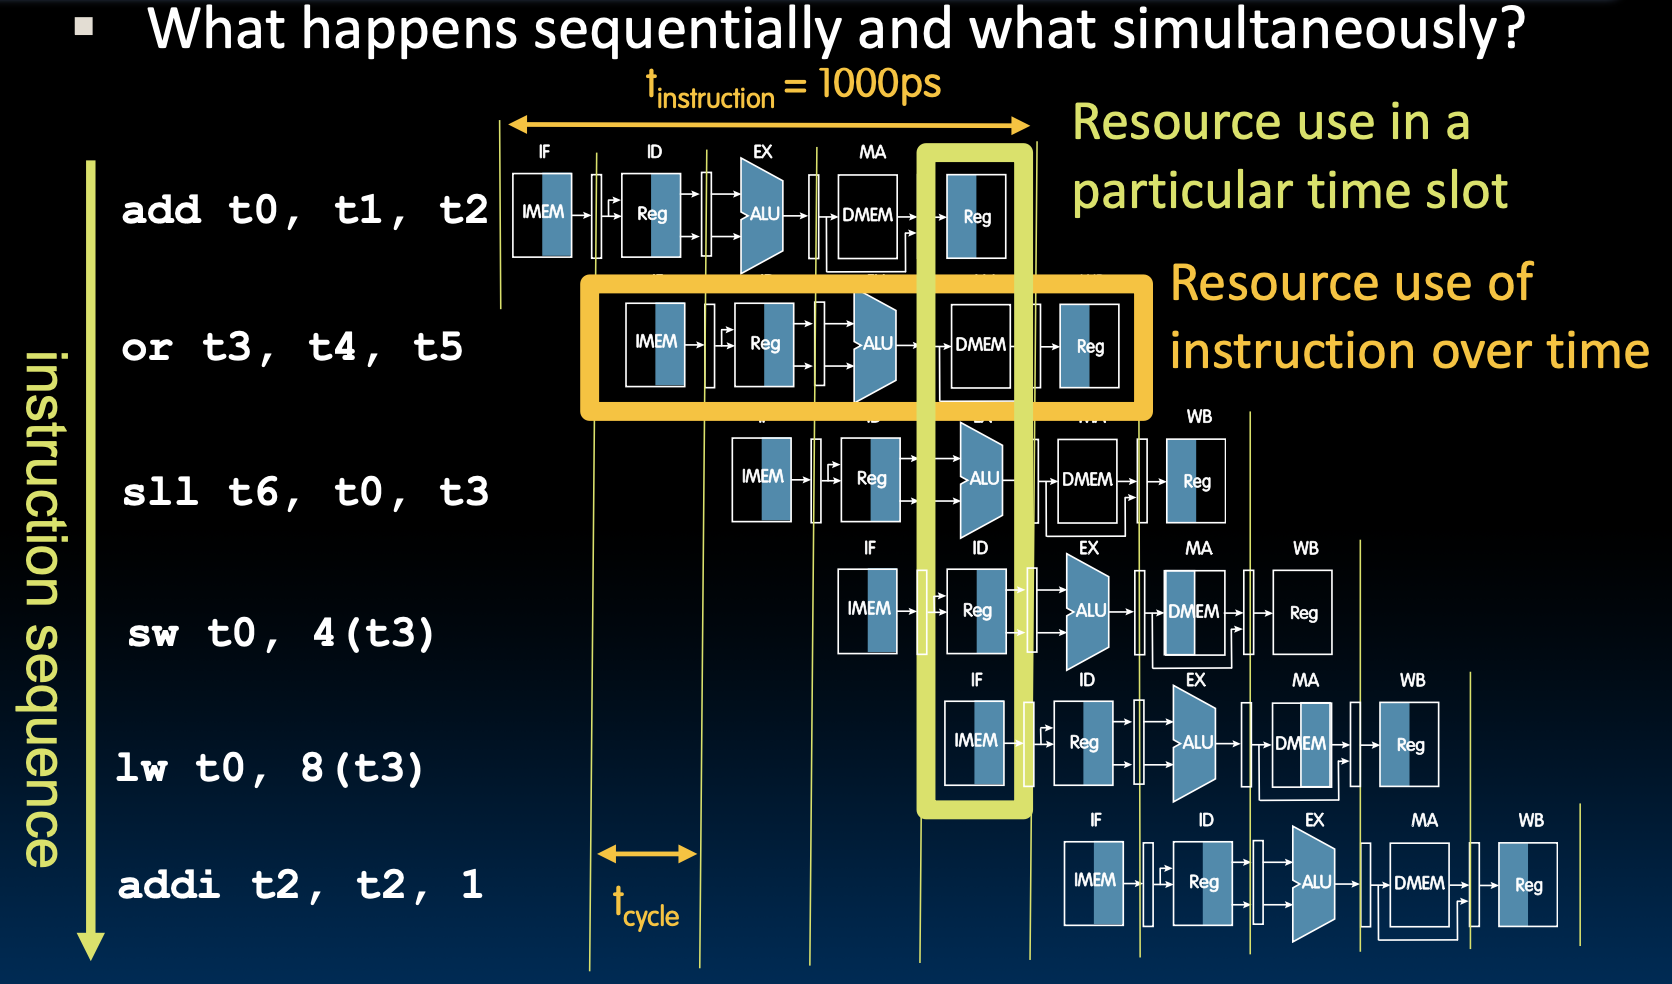 ▪ What happens sequentially and what simultaneously?
t instruction = 1000ps
Resource use in a
particular time slot
IF ID EX MA
add t0, t1, t2
IMEM Reg ALU DMEM Reg
Resource use of
instruction over time
or t3, t4, t5
IMEM Reg ALU DMEM Reg
WB
sll t6, t0, t3
IMEM Reg ALU DMEM Reg
IF ID EX MA WB
sw t0, 4(t3)
IMEM Reg ALU DMEM Reg
IF ID EX MA WB
lw t0, 8(t3)
IMEM Reg ALU DMEM Reg
IF ID EX MA WB
addi t2, t2, 1
IMEM Reg ALU DMEM Reg
t cycle
instruction sequence